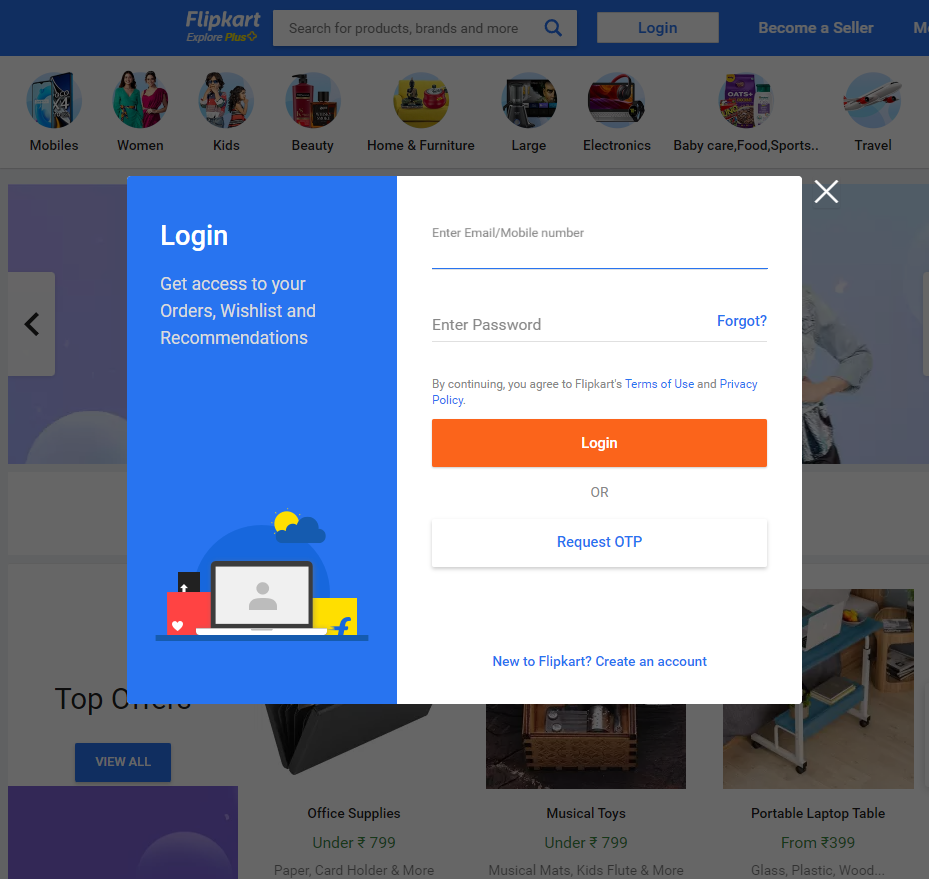 Flipkart
Explore Plus
Search for products, brands and more
Login
Become a Seller
Mobiles
Women
Kids
Beauty
Home & Furniture
Large
Electronics
Baby care,Food,Sports..
Travel
Login
Get access to your
Orders, Wishlist and
Recommendations
Enter Email/Mobile number
Enter Password
Forgot?
By continuing, you agree to Flipkart's Terms of Use and Privacy
Policy.
Login
OR
Request OTP
New to Flipkart? Create an account
Top Offers
VIEW ALL
Office Supplies
Under ₹ 799
Paper, Card Holder & More
Musical Toys
Under ₹ 799
Musical Mats, Kids Flute & More
Portable Laptop Table
From ₹399
Glass, Plastic, Wood...